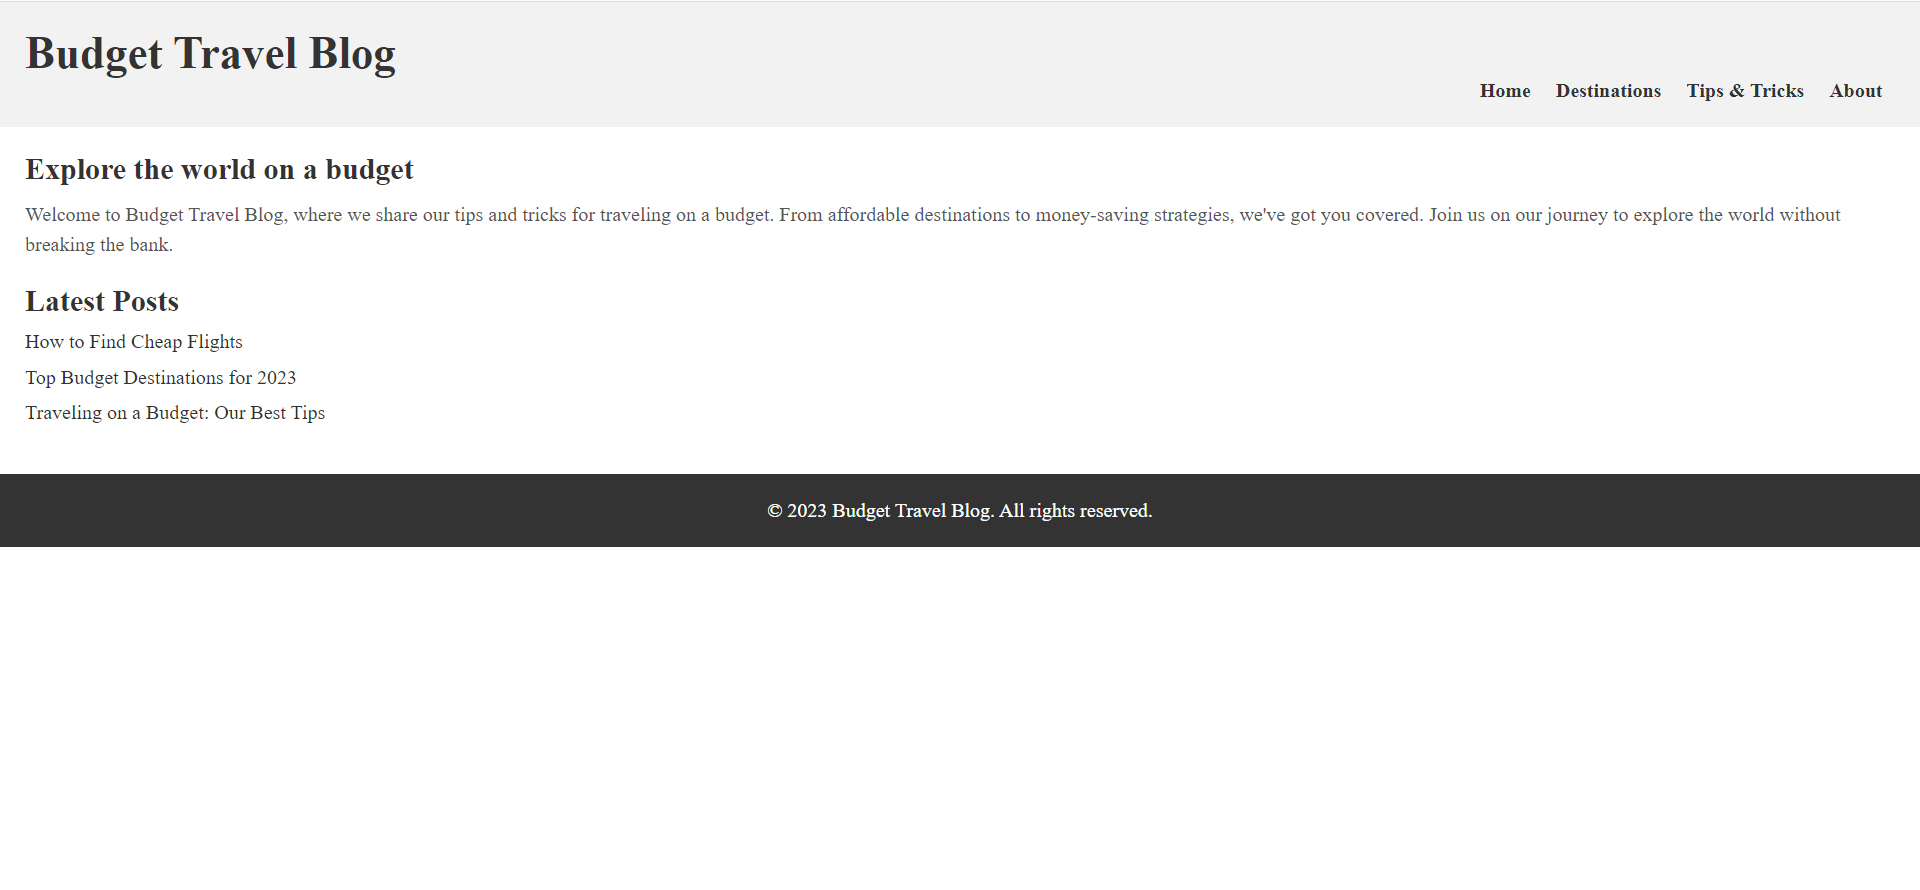 Budget Travel Blog
Home Destinations Tips & Tricks About
Explore the world on a budget
Welcome to Budget Travel Blog, where we share our tips and tricks for traveling on a budget. From affordable destinations to money-saving strategies, we've got you covered. Join us on our journey to explore the world without
breaking the bank.
Latest Posts
How to Find Cheap Flights
Top Budget Destinations for 2023
Traveling on a Budget: Our Best Tips
© 2023 Budget Travel Blog. All rights reserved.